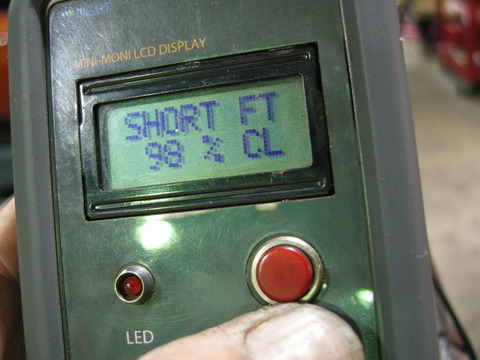 MINI-MONI LCD DISPLAY
SHORT FT
98 % CL
LED